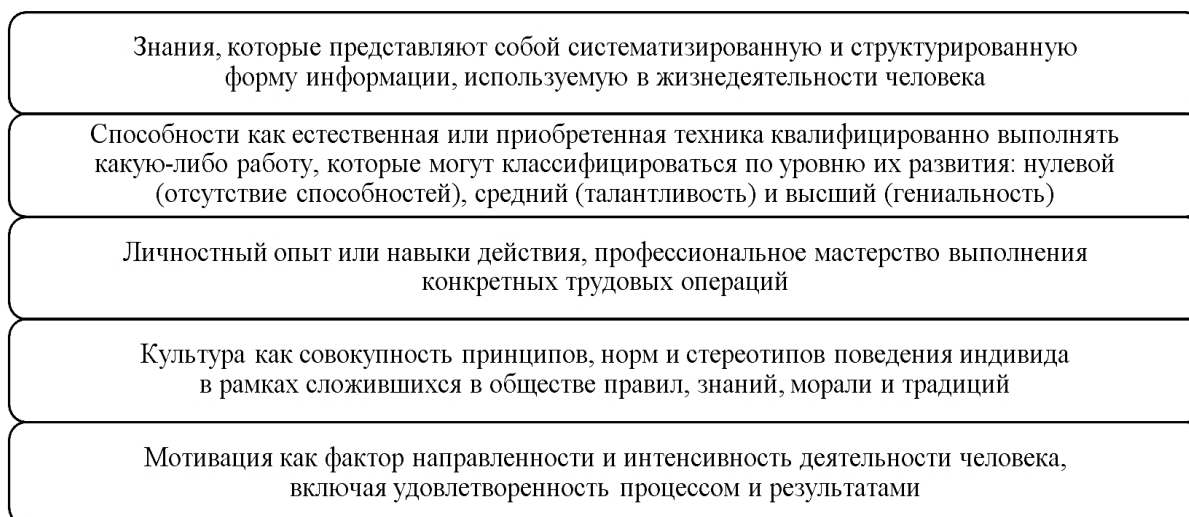 Знания, которые представляют собой систематизированную и структурированную
форму информации, используемую в жизнедеятельности человека
Способности как естественная или приобретенная техника квалифицированно выполнять
какую-либо работу, которые могут классифицироваться по уровню их развития: нулевой
(отсутствие способностей), средний (талантливость) и высший (гениальность)
Личностный опыт или навыки действия, профессиональное мастерство выполнения
конкретных трудовых операций
Культура как совокупность принципов, норм и стереотипов поведения индивида
в рамках сложившихся в обществе правил, знаний, морали и традиций
Мотивация как фактор направленности и интенсивность деятельности человека,
включая удовлетворенность процессом и результатами